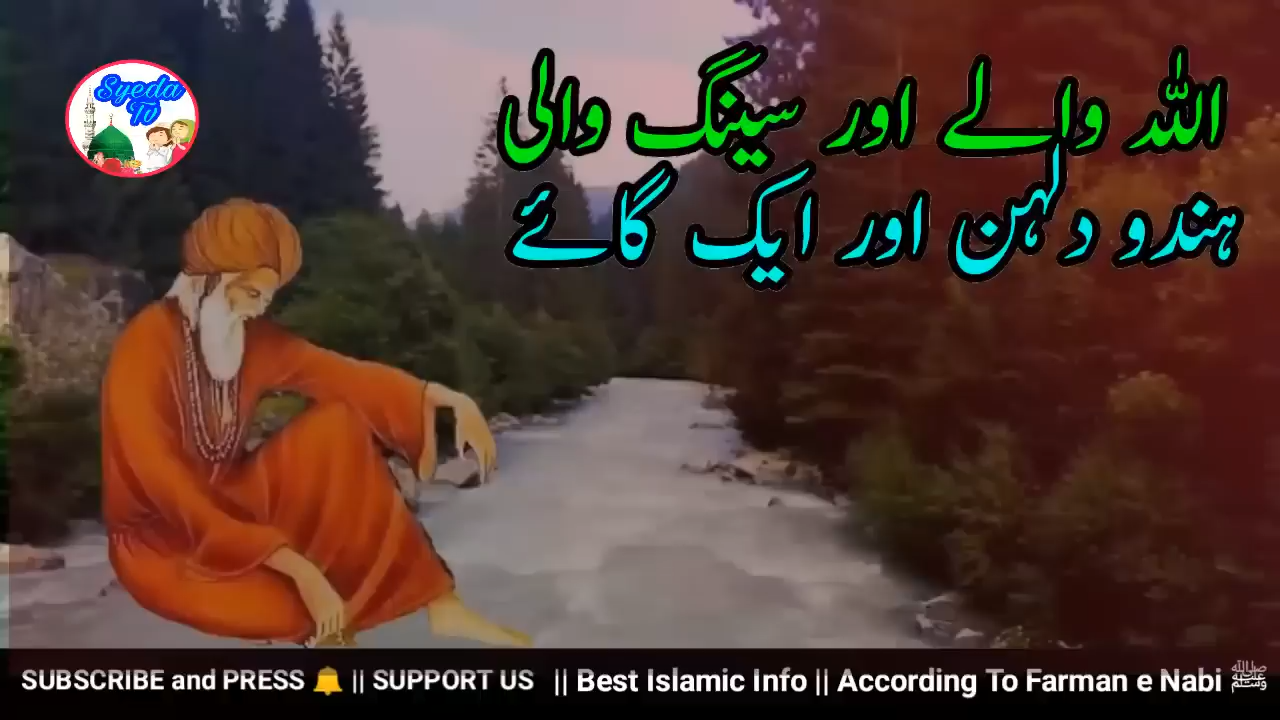 Syeda
Tv
اللہ والے اور سینگ والی
ہندو دلہن اور ایک گائے
SUBSCRIBE and PRESS 🔔 || SUPPORT US || Best Islamic Info || According To Farman e Nabi ﷺ